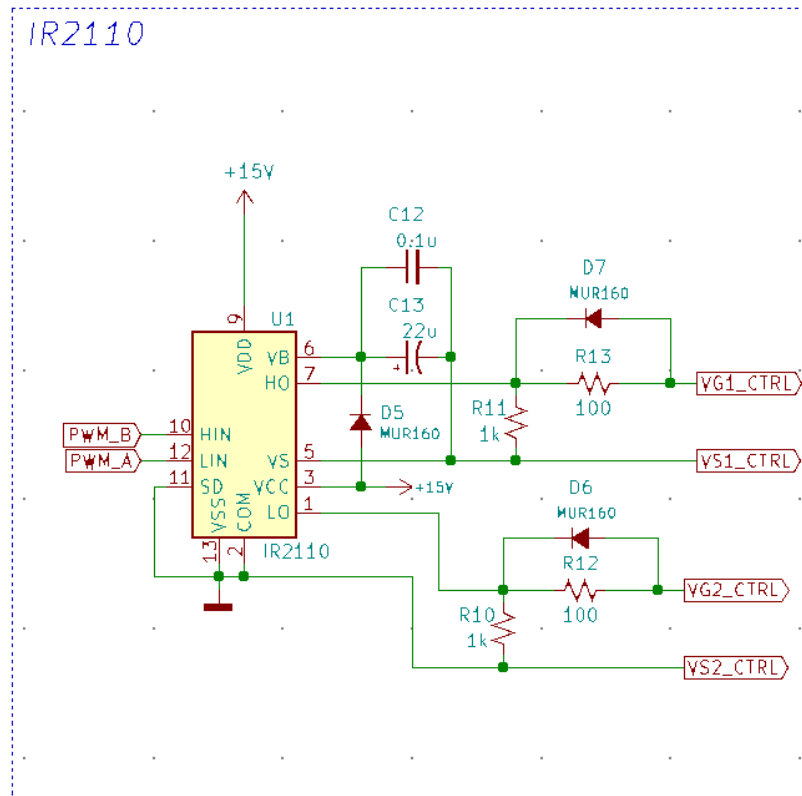 IR2110
+15V
C12
0.1u
D7
MUR160
C13
22u
U1
9
VDD
VB
6
HO
7
R13
100
VG1_CTRL
R11
1k
D5
MUR160
PWM_B
10
HIN
PWM_A
12
LIN
VS
5
VS1_CTRL
11
SD
VCC
3
+15V
LO
1
D6
MUR160
VSS
COM
13
2
IR2110
R12
100
VG2_CTRL
R10
1k
VS2_CTRL